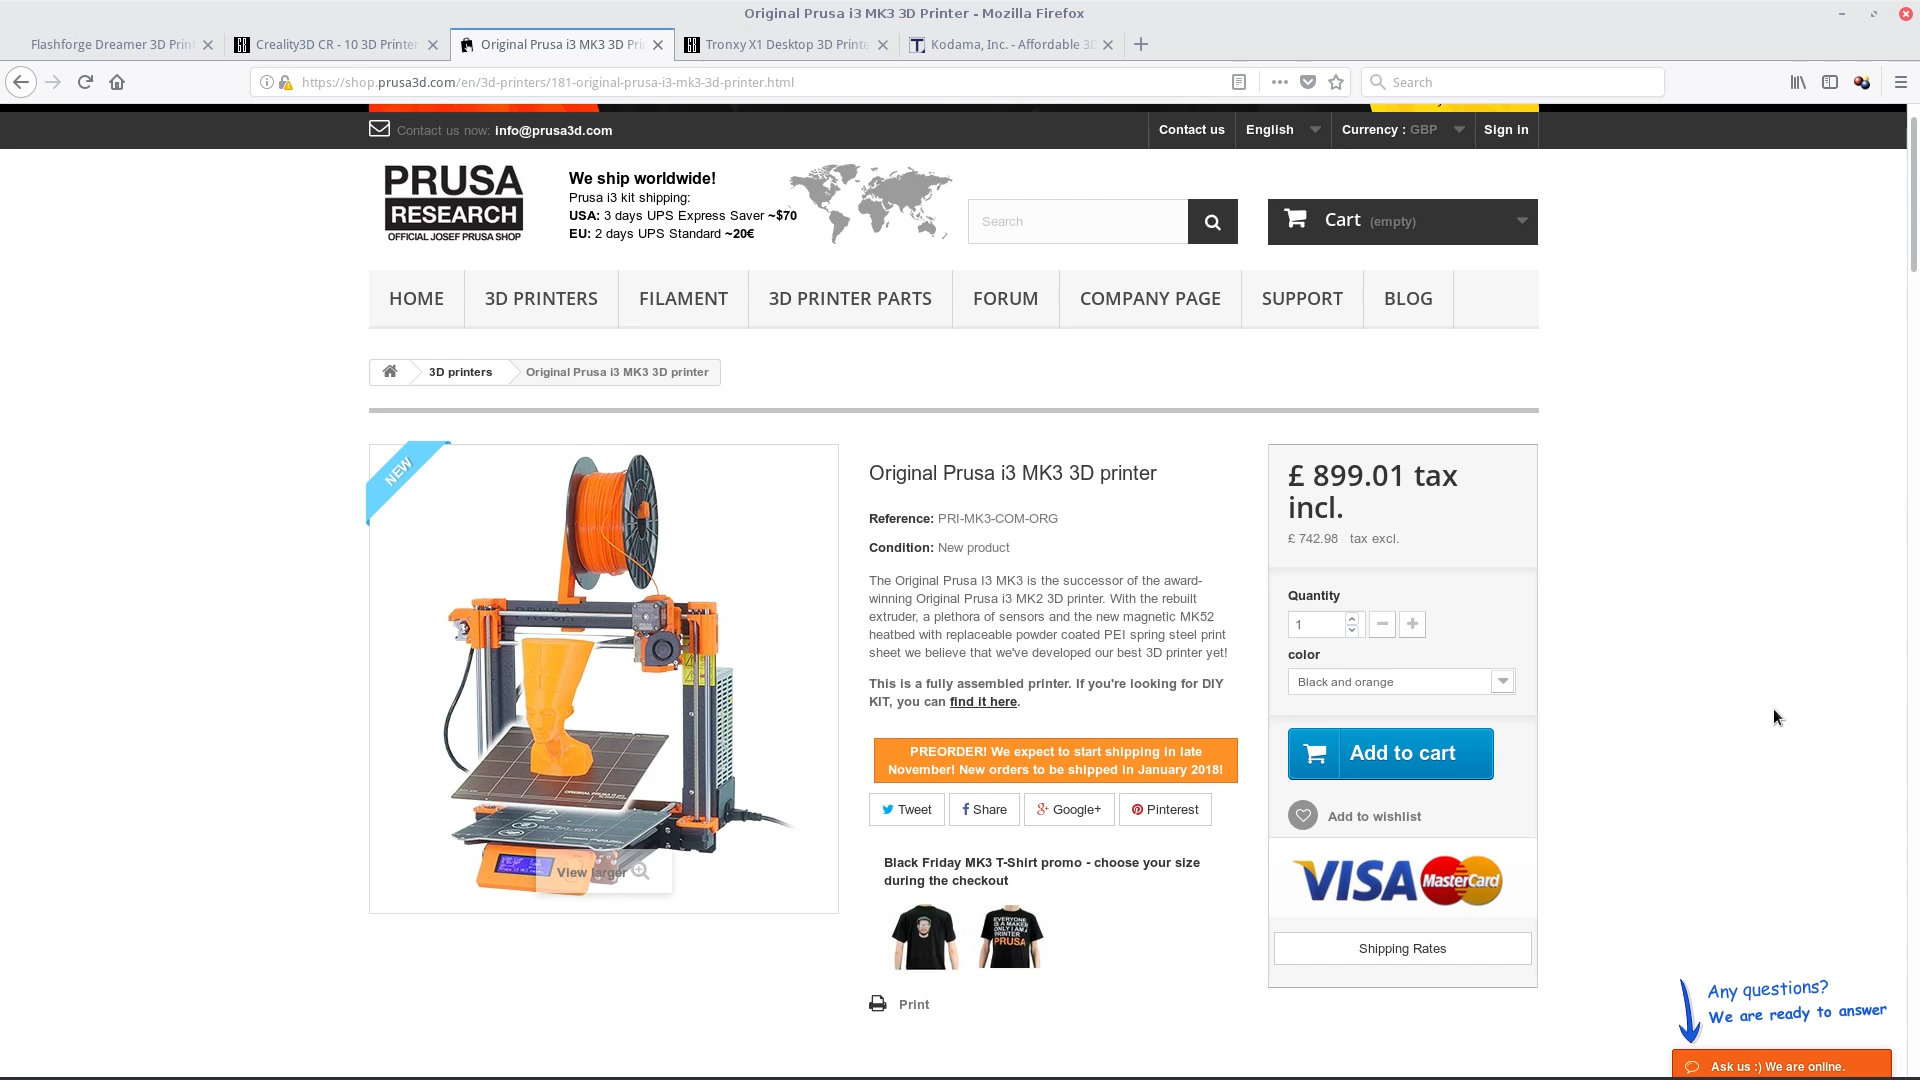 Original Prusa i3 MK3 3D Printer - Mozilla Firefox
Flashforge Dreamer 3D Print
Creality3D CR - 10 3D Printer
Original Prusa i3 MK3 3D Pri
Tronxy X1 Desktop 3D Printe
Kodama, Inc. - Affordable 3D
https://shop.prusa3d.com/en/3d-printers/181-original-prusa-i3-mk3-3d-printer.html
Search
Contact us now: info@prusa3d.com
Contact us
English
Currency : GBP
Sign in
PRUSA
RESEARCH
OFFICIAL JOSEF PRUSA SHOP
We ship worldwide!
Prusa i3 kit shipping:
USA: 3 days UPS Express Saver ~$70
EU: 2 days UPS Standard ~20€
Search
Cart (empty)
HOME
3D PRINTERS
FILAMENT
3D PRINTER PARTS
FORUM
COMPANY PAGE
SUPPORT
BLOG
3D printers
Original Prusa i3 MK3 3D printer
NEW
PRUSA
View larger
Original Prusa i3 MK3 3D printer
Reference: PRI-MK3-COM-ORG
Condition: New product
The Original Prusa I3 MK3 is the successor of the award-
winning Original Prusa i3 MK2 3D printer. With the rebuilt
extruder, a plethora of sensors and the new magnetic MK52
heatbed with replaceable powder coated PEI spring steel print
sheet we believe that we've developed our best 3D printer yet!
This is a fully assembled printer. If you're looking for DIY
KIT, you can find it here.
PREORDER! We expect to start shipping in late
November! New orders to be shipped in January 2018!
Tweet
Share
Google+
Pinterest
Black Friday MK3 T-Shirt promo - choose your size
during the checkout
EVERYONE
IS A MAKER
ONLY I AM A
PRINTER
PRUSA
Print
£ 899.01 tax
incl.
£ 742.98 tax excl.
Quantity
1
color
Black and orange
Add to cart
Add to wishlist
VISA
MasterCard
Shipping Rates
Any questions?
We are ready to answer
Ask us :) We are online.